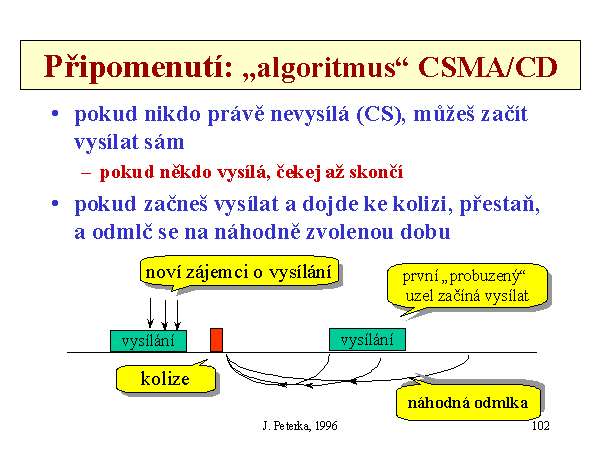 Připomenutí: „algoritmus“ CSMA/CD
• pokud nikdo právě nevysílá (CS), můžeš začít
vysílat sám
– pokud někdo vysílá, čekej až skončí
• pokud začneš vysílat a dojde ke kolizi, přestaň,
a odmlč se na náhodně zvolenou dobu
noví zájemci o vysílání
první „probuzený“
uzel začíná vysílat
vysílání
vysílání
kolize
náhodná odmlka
J. Peterka, 1996
102